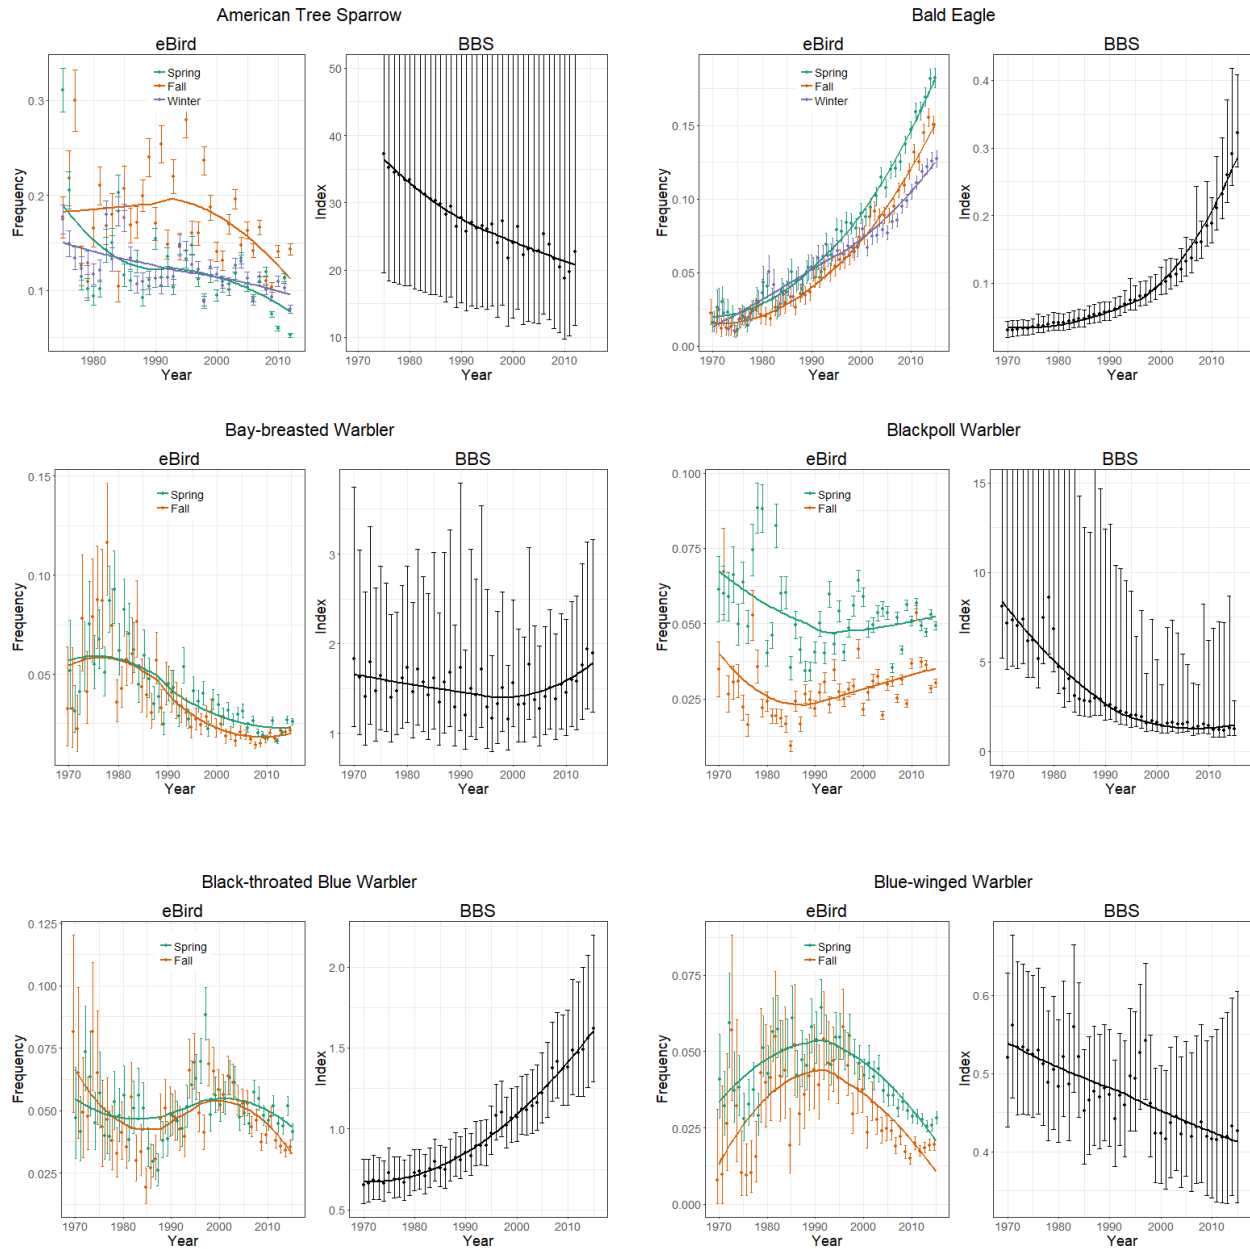 American Tree Sparrow
eBird
BBS
Spring
Fall
Winter
Frequency
0.3
0.2
0.1
1980
1990
2000
2010
Year
Index
50
40
30
20
10
1970
1980
1990
2000
2010
Year
Bald Eagle
eBird
BBS
Spring
Fall
Winter
Frequency
0.15
0.10
0.05
0.00
1970
1980
1990
2000
2010
Year
Index
0.4
0.3
0.2
0.1
1970
1980
1990
2000
2010
Year
Bay-breasted Warbler
eBird
BBS
Spring
Fall
Frequency
0.15
0.10
0.05
1970
1980
1990
2000
2010
Year
Index
3
2
1
1970
1980
1990
2000
2010
Year
Blackpoll Warbler
eBird
BBS
Spring
Fall
Frequency
0.100
0.075
0.050
0.025
1970
1980
1990
2000
2010
Year
Index
15
10
5
0
1970
1980
1990
2000
2010
Year
Black-throated Blue Warbler
eBird
BBS
Spring
Fall
Frequency
0.125
0.100
0.075
0.050
0.025
1970
1980
1990
2000
2010
Year
Index
2.0
1.5
1.0
0.5
1970
1980
1990
2000
2010
Year
Blue-winged Warbler
eBird
BBS
Spring
Fall
Frequency
0.075
0.050
0.025
0.000
1970
1980
1990
2000
2010
Year
Index
0.6
0.5
0.4
1970
1980
1990
2000
2010
Year